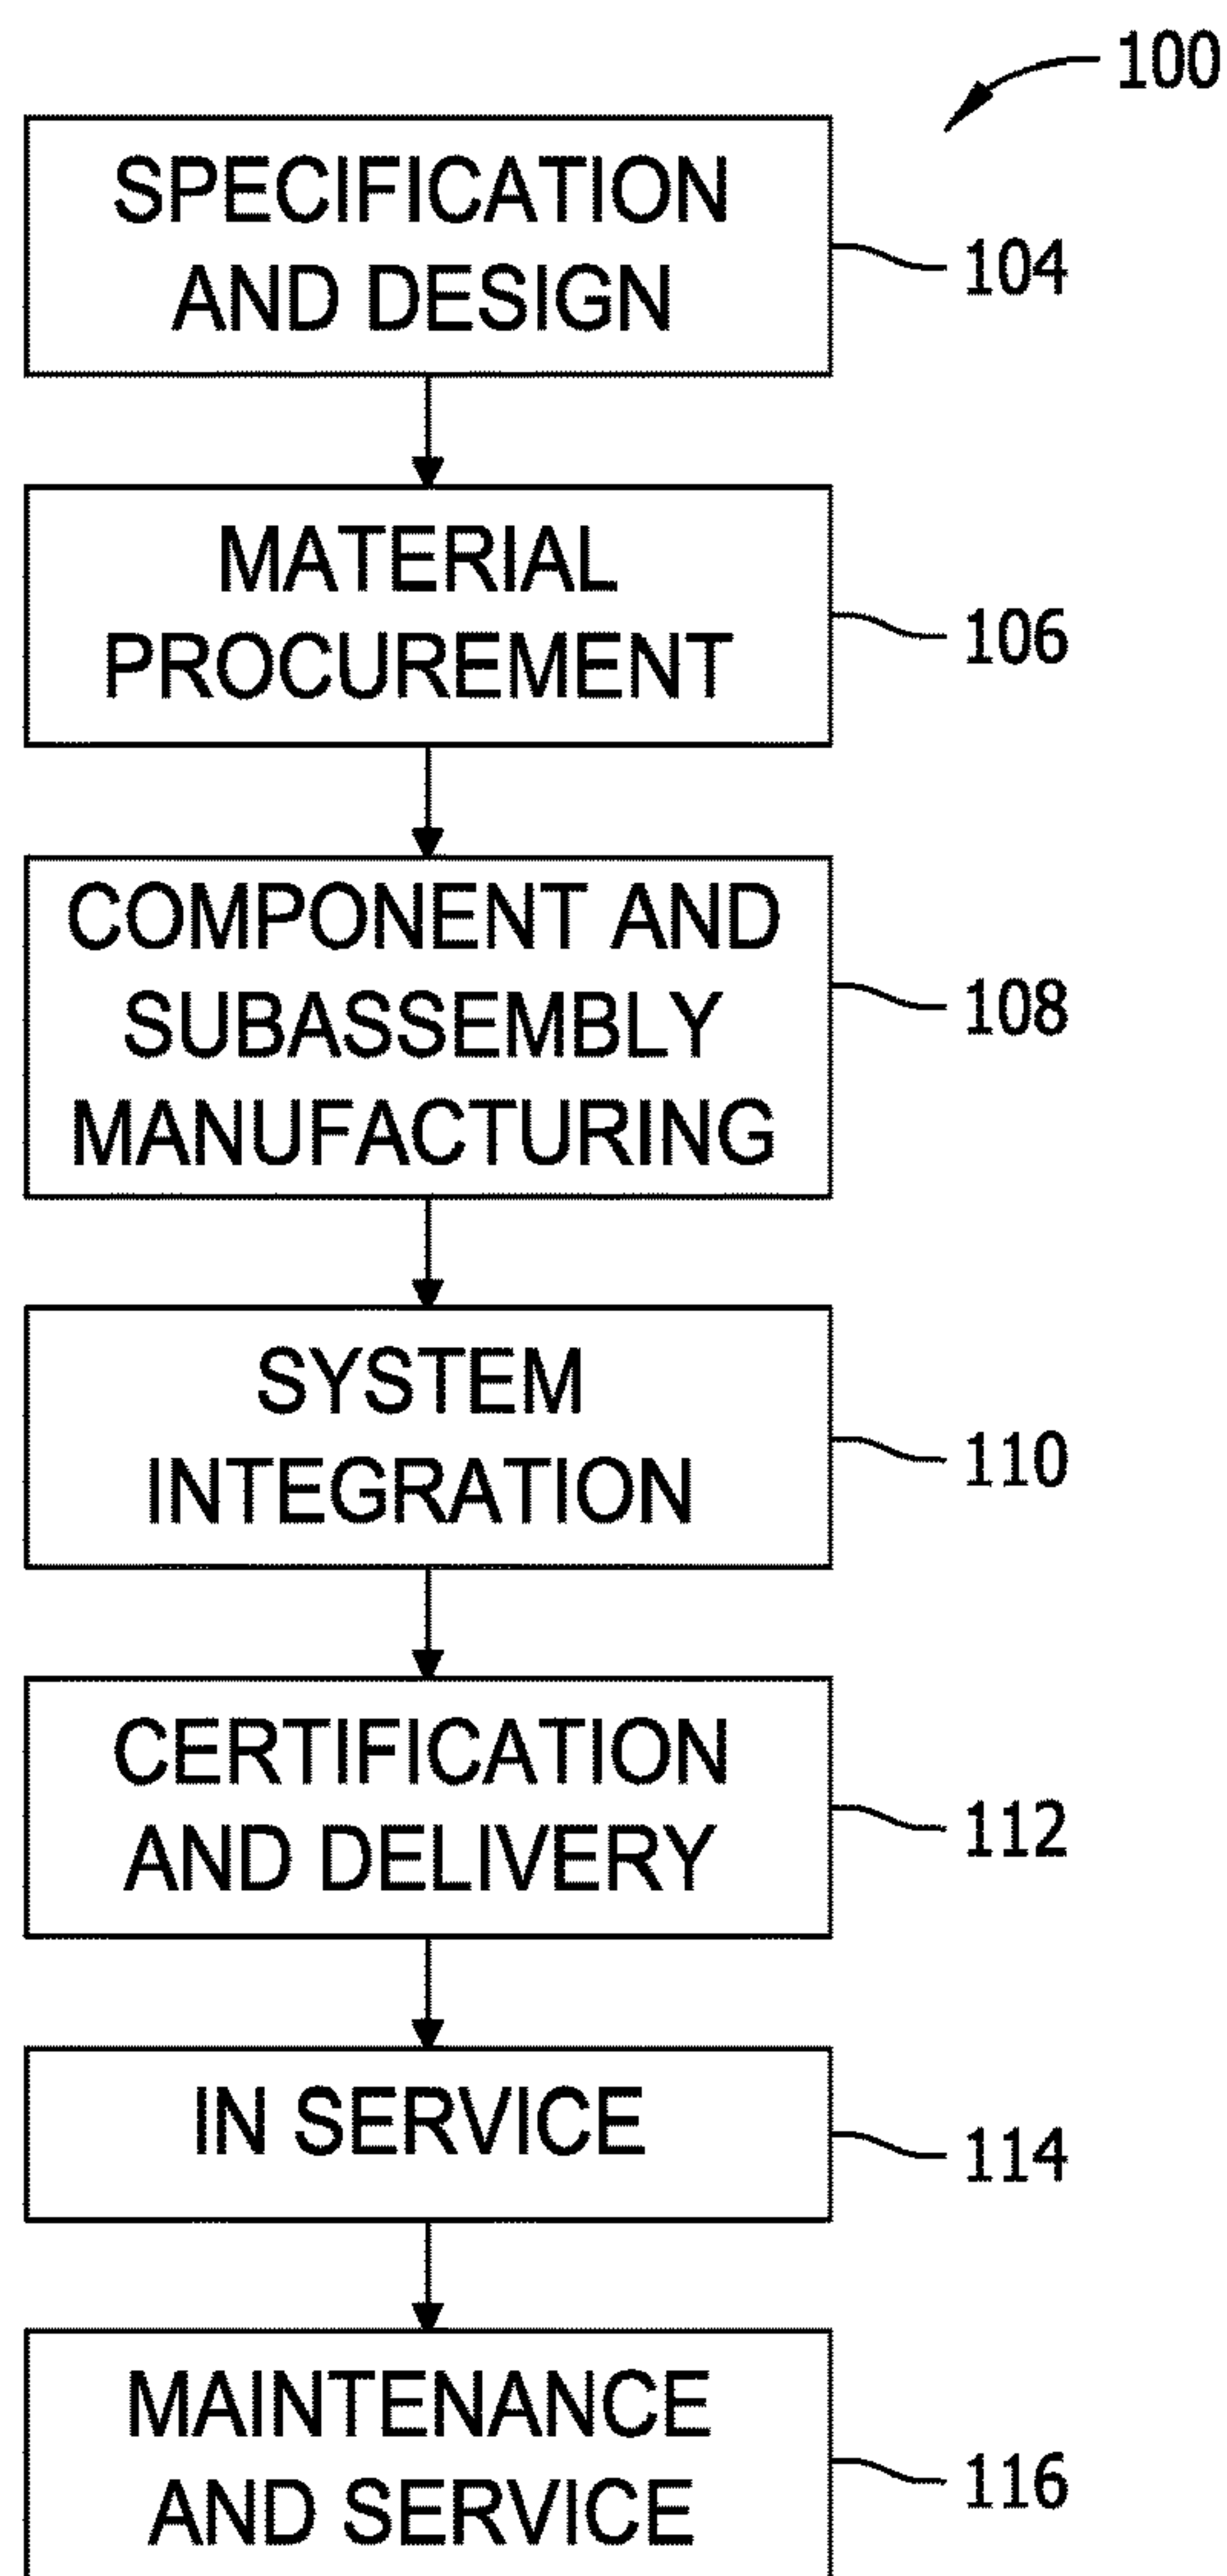 100
SPECIFICATION
AND DESIGN
104
MATERIAL
PROCUREMENT
106
COMPONENT AND
SUBASSEMBLY
MANUFACTURING
108
SYSTEM
INTEGRATION
110
CERTIFICATION
AND DELIVERY
112
IN SERVICE
114
MAINTENANCE
AND SERVICE
116